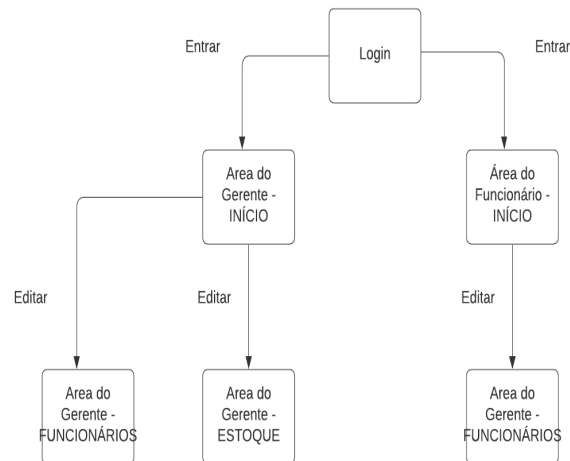 Login
Entrar
Entrar
Area do
Gerente -
INÍCIO
Área do
Funcionário -
INÍCIO
Editar
Editar
Editar
Area do
Gerente -
FUNCIONÁRIOS
Area do
Gerente -
ESTOQUE
Area do
Gerente -
FUNCIONÁRIOS